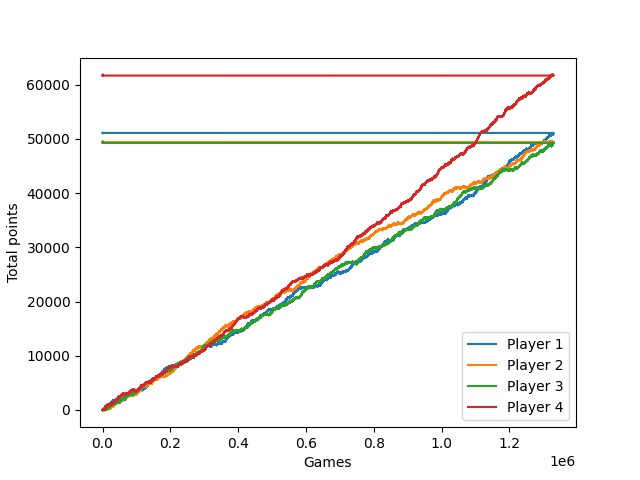 60000
50000
40000
30000
20000
10000
0
Total points
0.0 0.2 0.4 0.6 0.8 1.0 1.2
1e6
Games
Player 1
Player 2
Player 3
Player 4